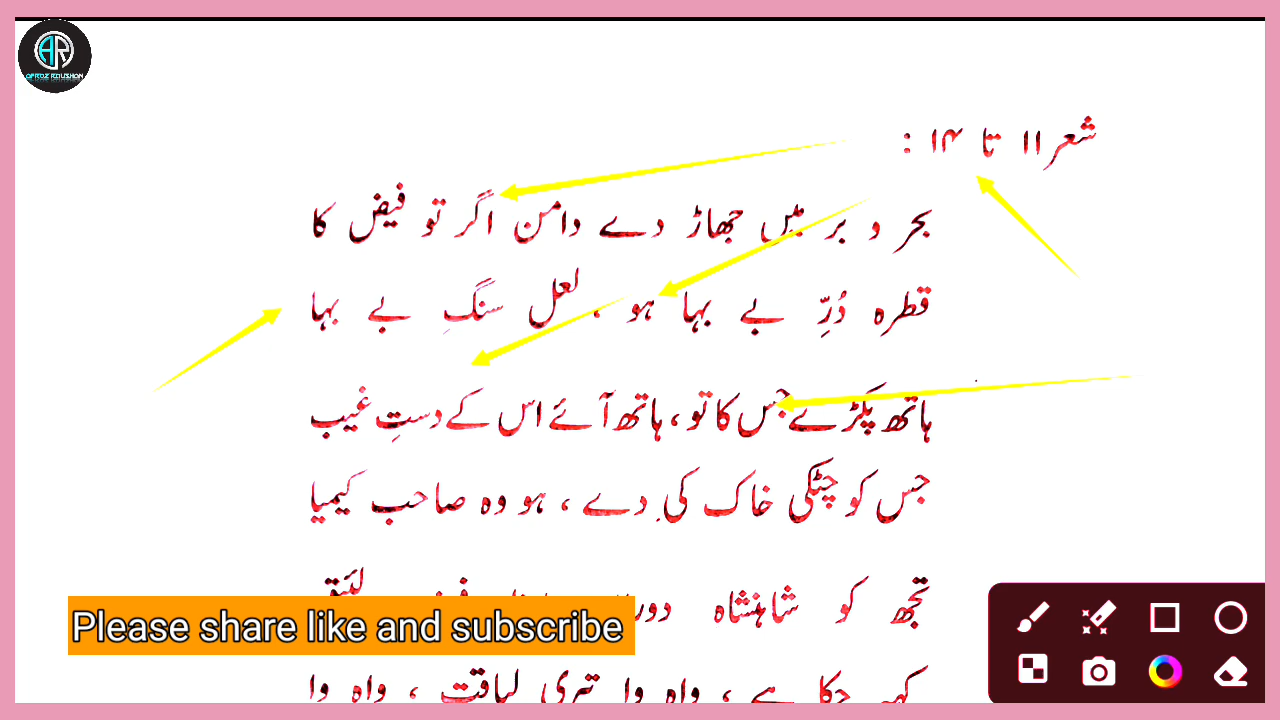 AFROZ ROUSHON
شعر ۱۱ تا ۱۴ :
بحر و بر میں جھاڑ دے دامن اگر تو فیض کا
قطرہ دُرِّ بے بہا ہو ، لعل سنگِ بے بہا
ہاتھ پکڑے جس کا تو ، ہاتھ آئے اس کے دستِ غیب
جس کو چٹکی خاک کی دے ، ہو وہ صاحب کیمیا
تجھ کو شاہنشاہ
Please share like and subscribe
کہہ چکا ہے ، واہ وا تیری لیاقت ، واہ وا